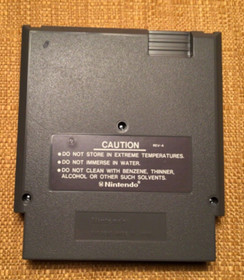 CAUTION
REV-A
★DO NOT STORE IN EXTREME TEMPERATURES.
★DO NOT IMMERSE IN WATER.
★DO NOT CLEAN WITH BENZENE, THINNER,
ALCOHOL OR OTHER SUCH SOLVENTS.
Nintendo